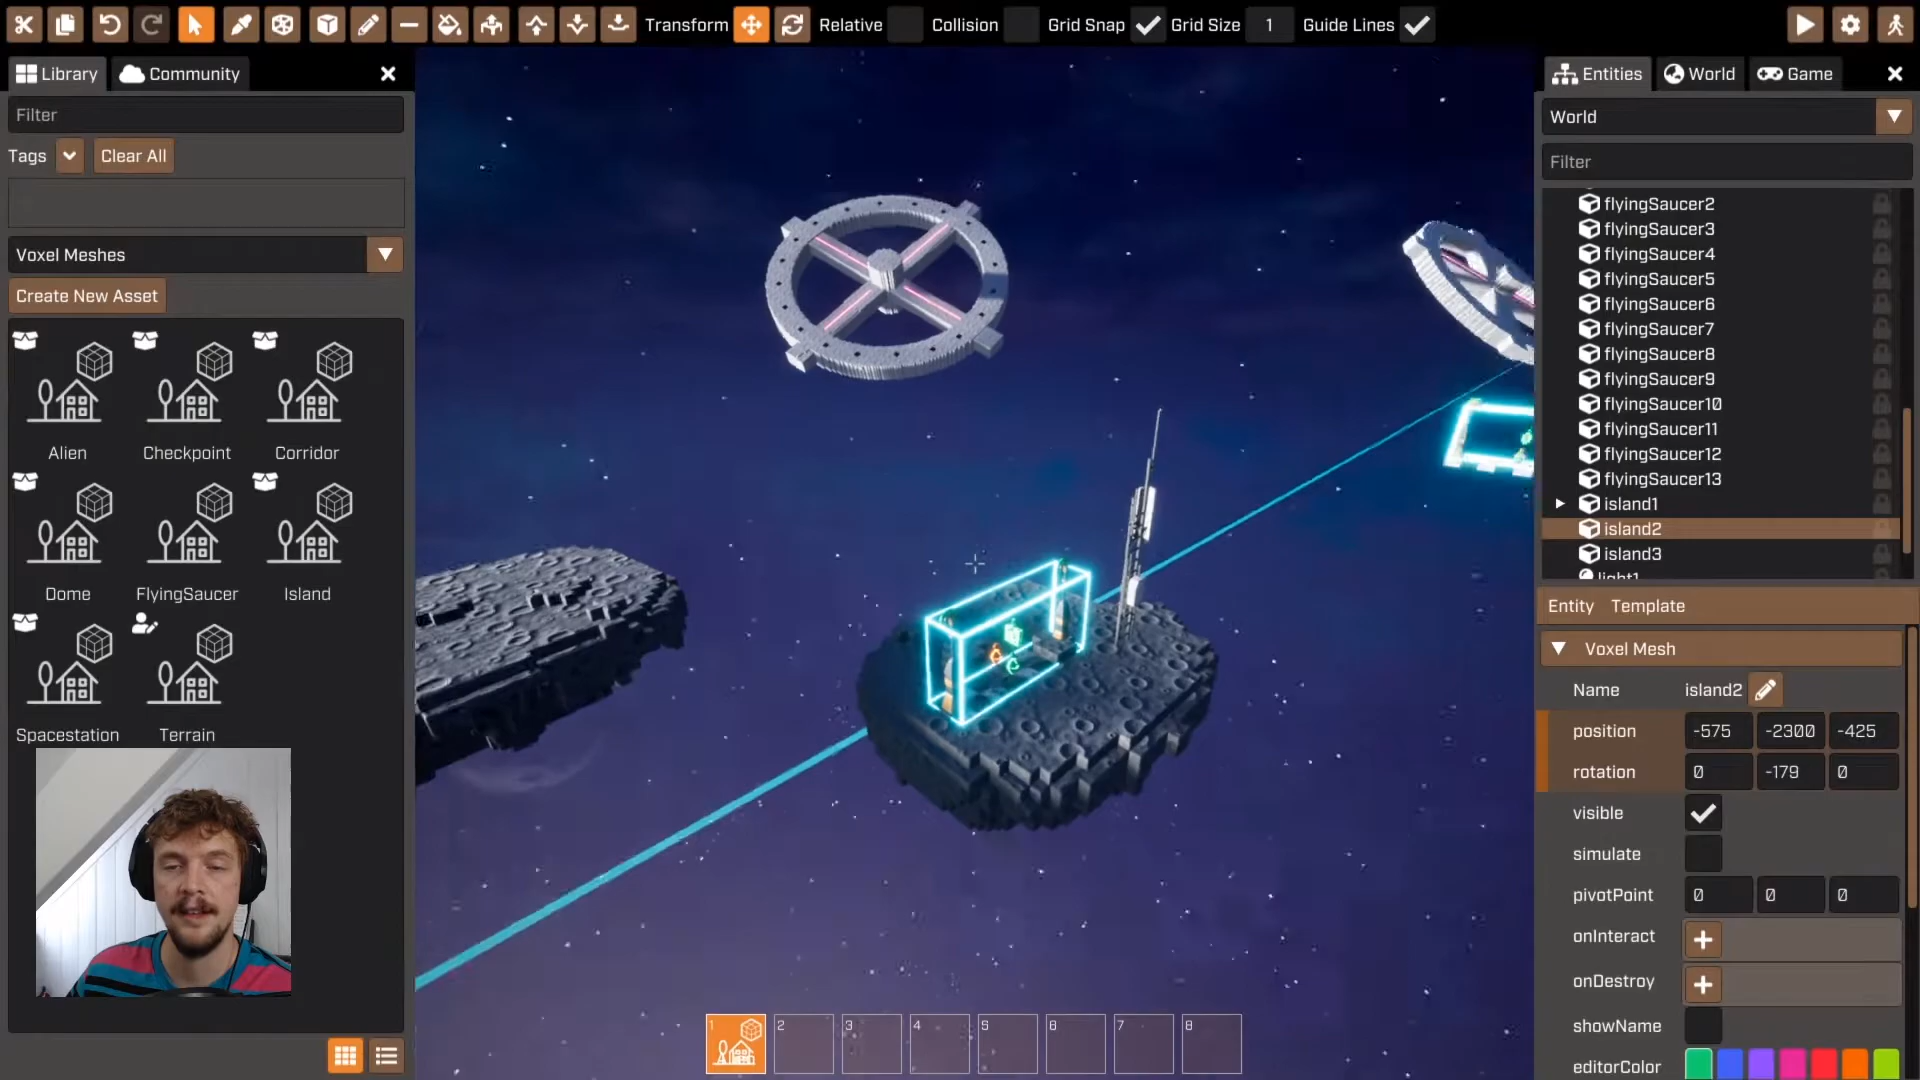 Transform Relative Collision Grid Snap Grid Size 1 Guide Lines
Library Community
Filter
Tags Clear All
Voxel Meshes
Create New Asset
Alien Checkpoint Corridor
Dome FlyingSaucer Island
Spacestation Terrain
1 2 3 4 5 6 7 8
Entities World Game
World
Filter
flyingSaucer2
flyingSaucer3
flyingSaucer4
flyingSaucer5
flyingSaucer6
flyingSaucer7
flyingSaucer8
flyingSaucer9
flyingSaucer10
flyingSaucer11
flyingSaucer12
flyingSaucer13
island1
island2
island3
light1
Entity Template
Voxel Mesh
Name island2
position -575 -2300 -425
rotation 0 -179 0
visible
simulate
pivotPoint 0 0 0
onInteract
onDestroy
showName
editorColor